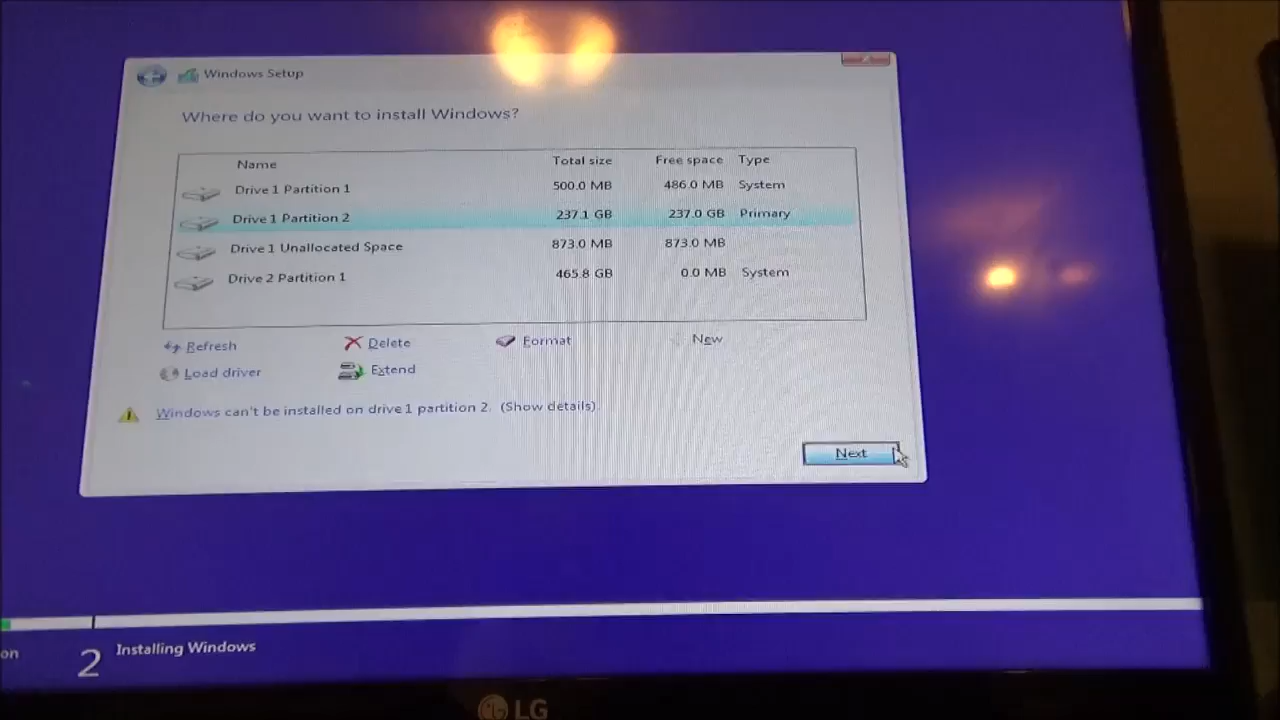 Windows Setup
Where do you want to install Windows?
Name Total size Free space Type
Drive 1 Partition 1 500.0 MB 486.0 MB System
Drive 1 Partition 2 237.1 GB 237.0 GB Primary
Drive 1 Unallocated Space 873.0 MB 873.0 MB
Drive 2 Partition 1 465.8 GB 0.0 MB System
Refresh Delete Format New
Load driver Extend
Windows can't be installed on drive 1 partition 2. (Show details)
Next
on
2 Installing Windows
LG